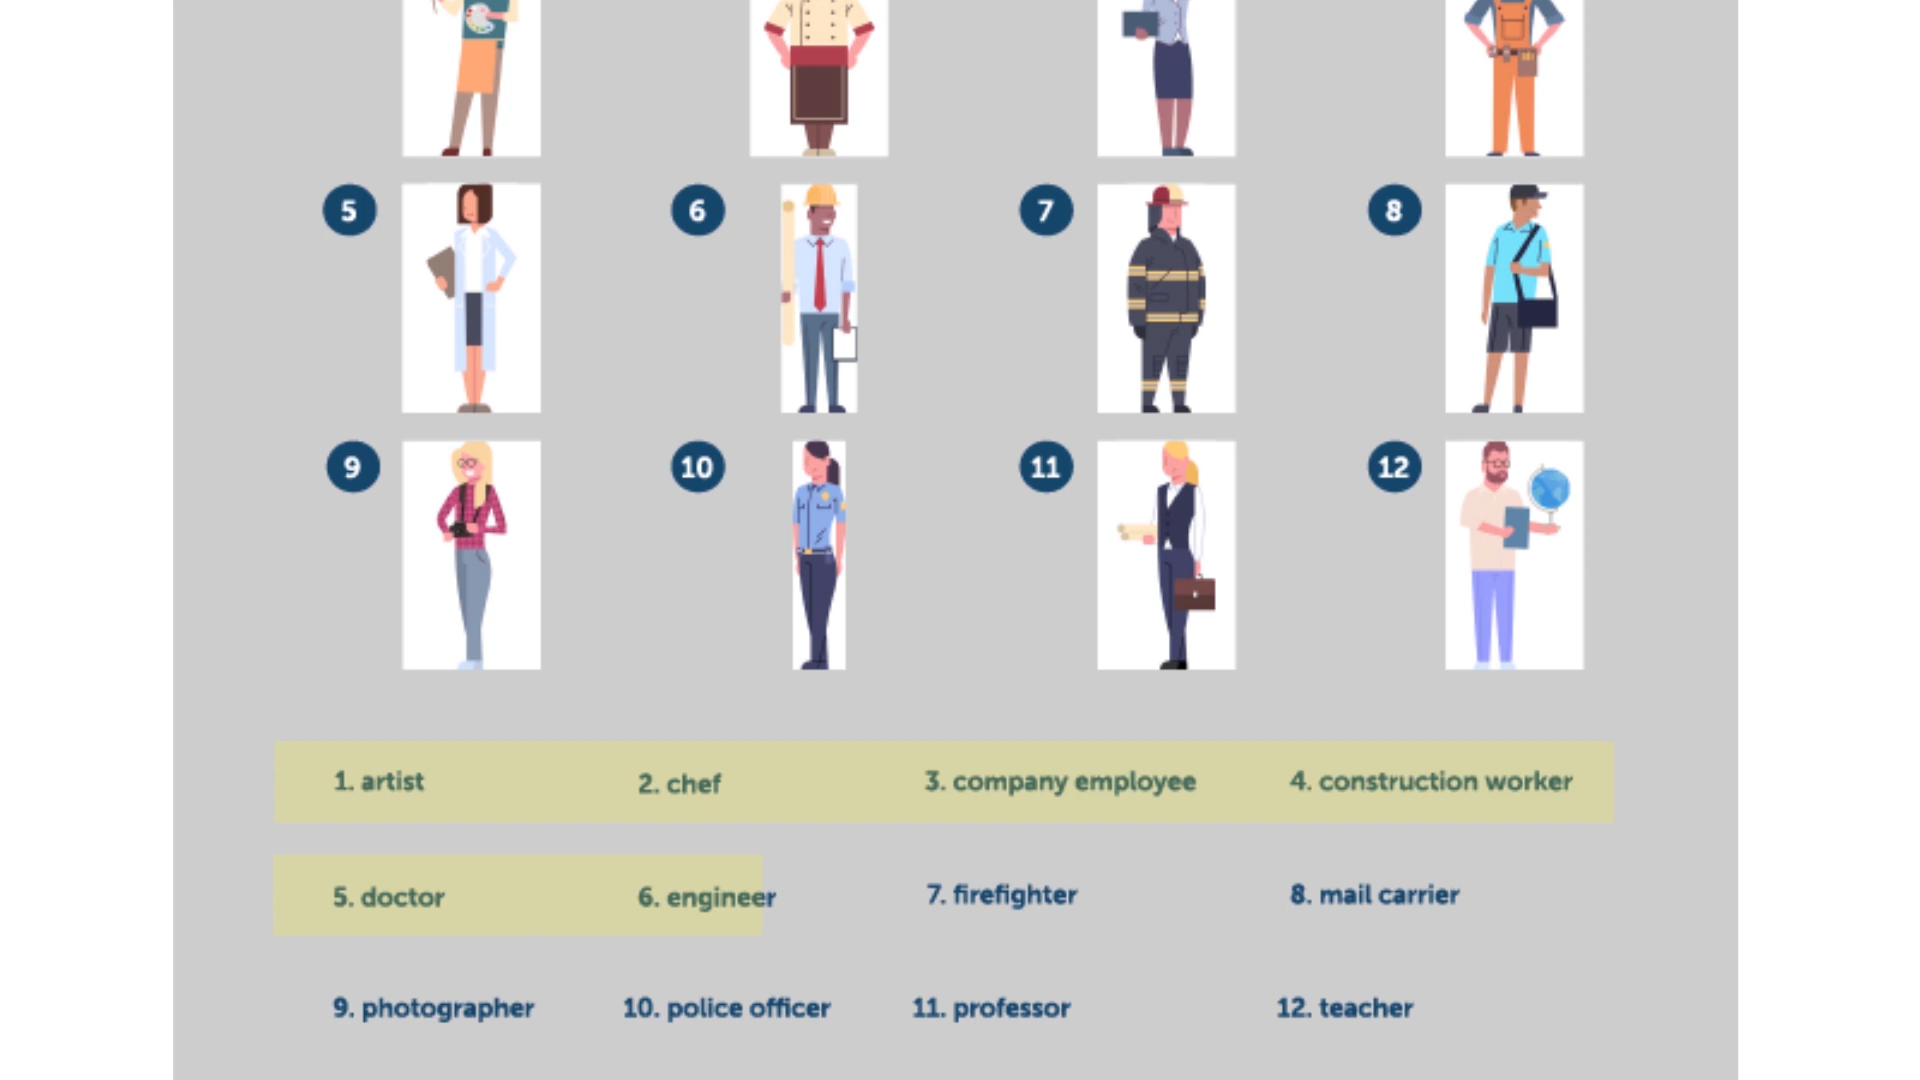 5 6 7 8
9 10 11 12
1. artist 2. chef 3. company employee 4. construction worker
5. doctor 6. engineer 7. firefighter 8. mail carrier
9. photographer 10. police officer 11. professor 12. teacher